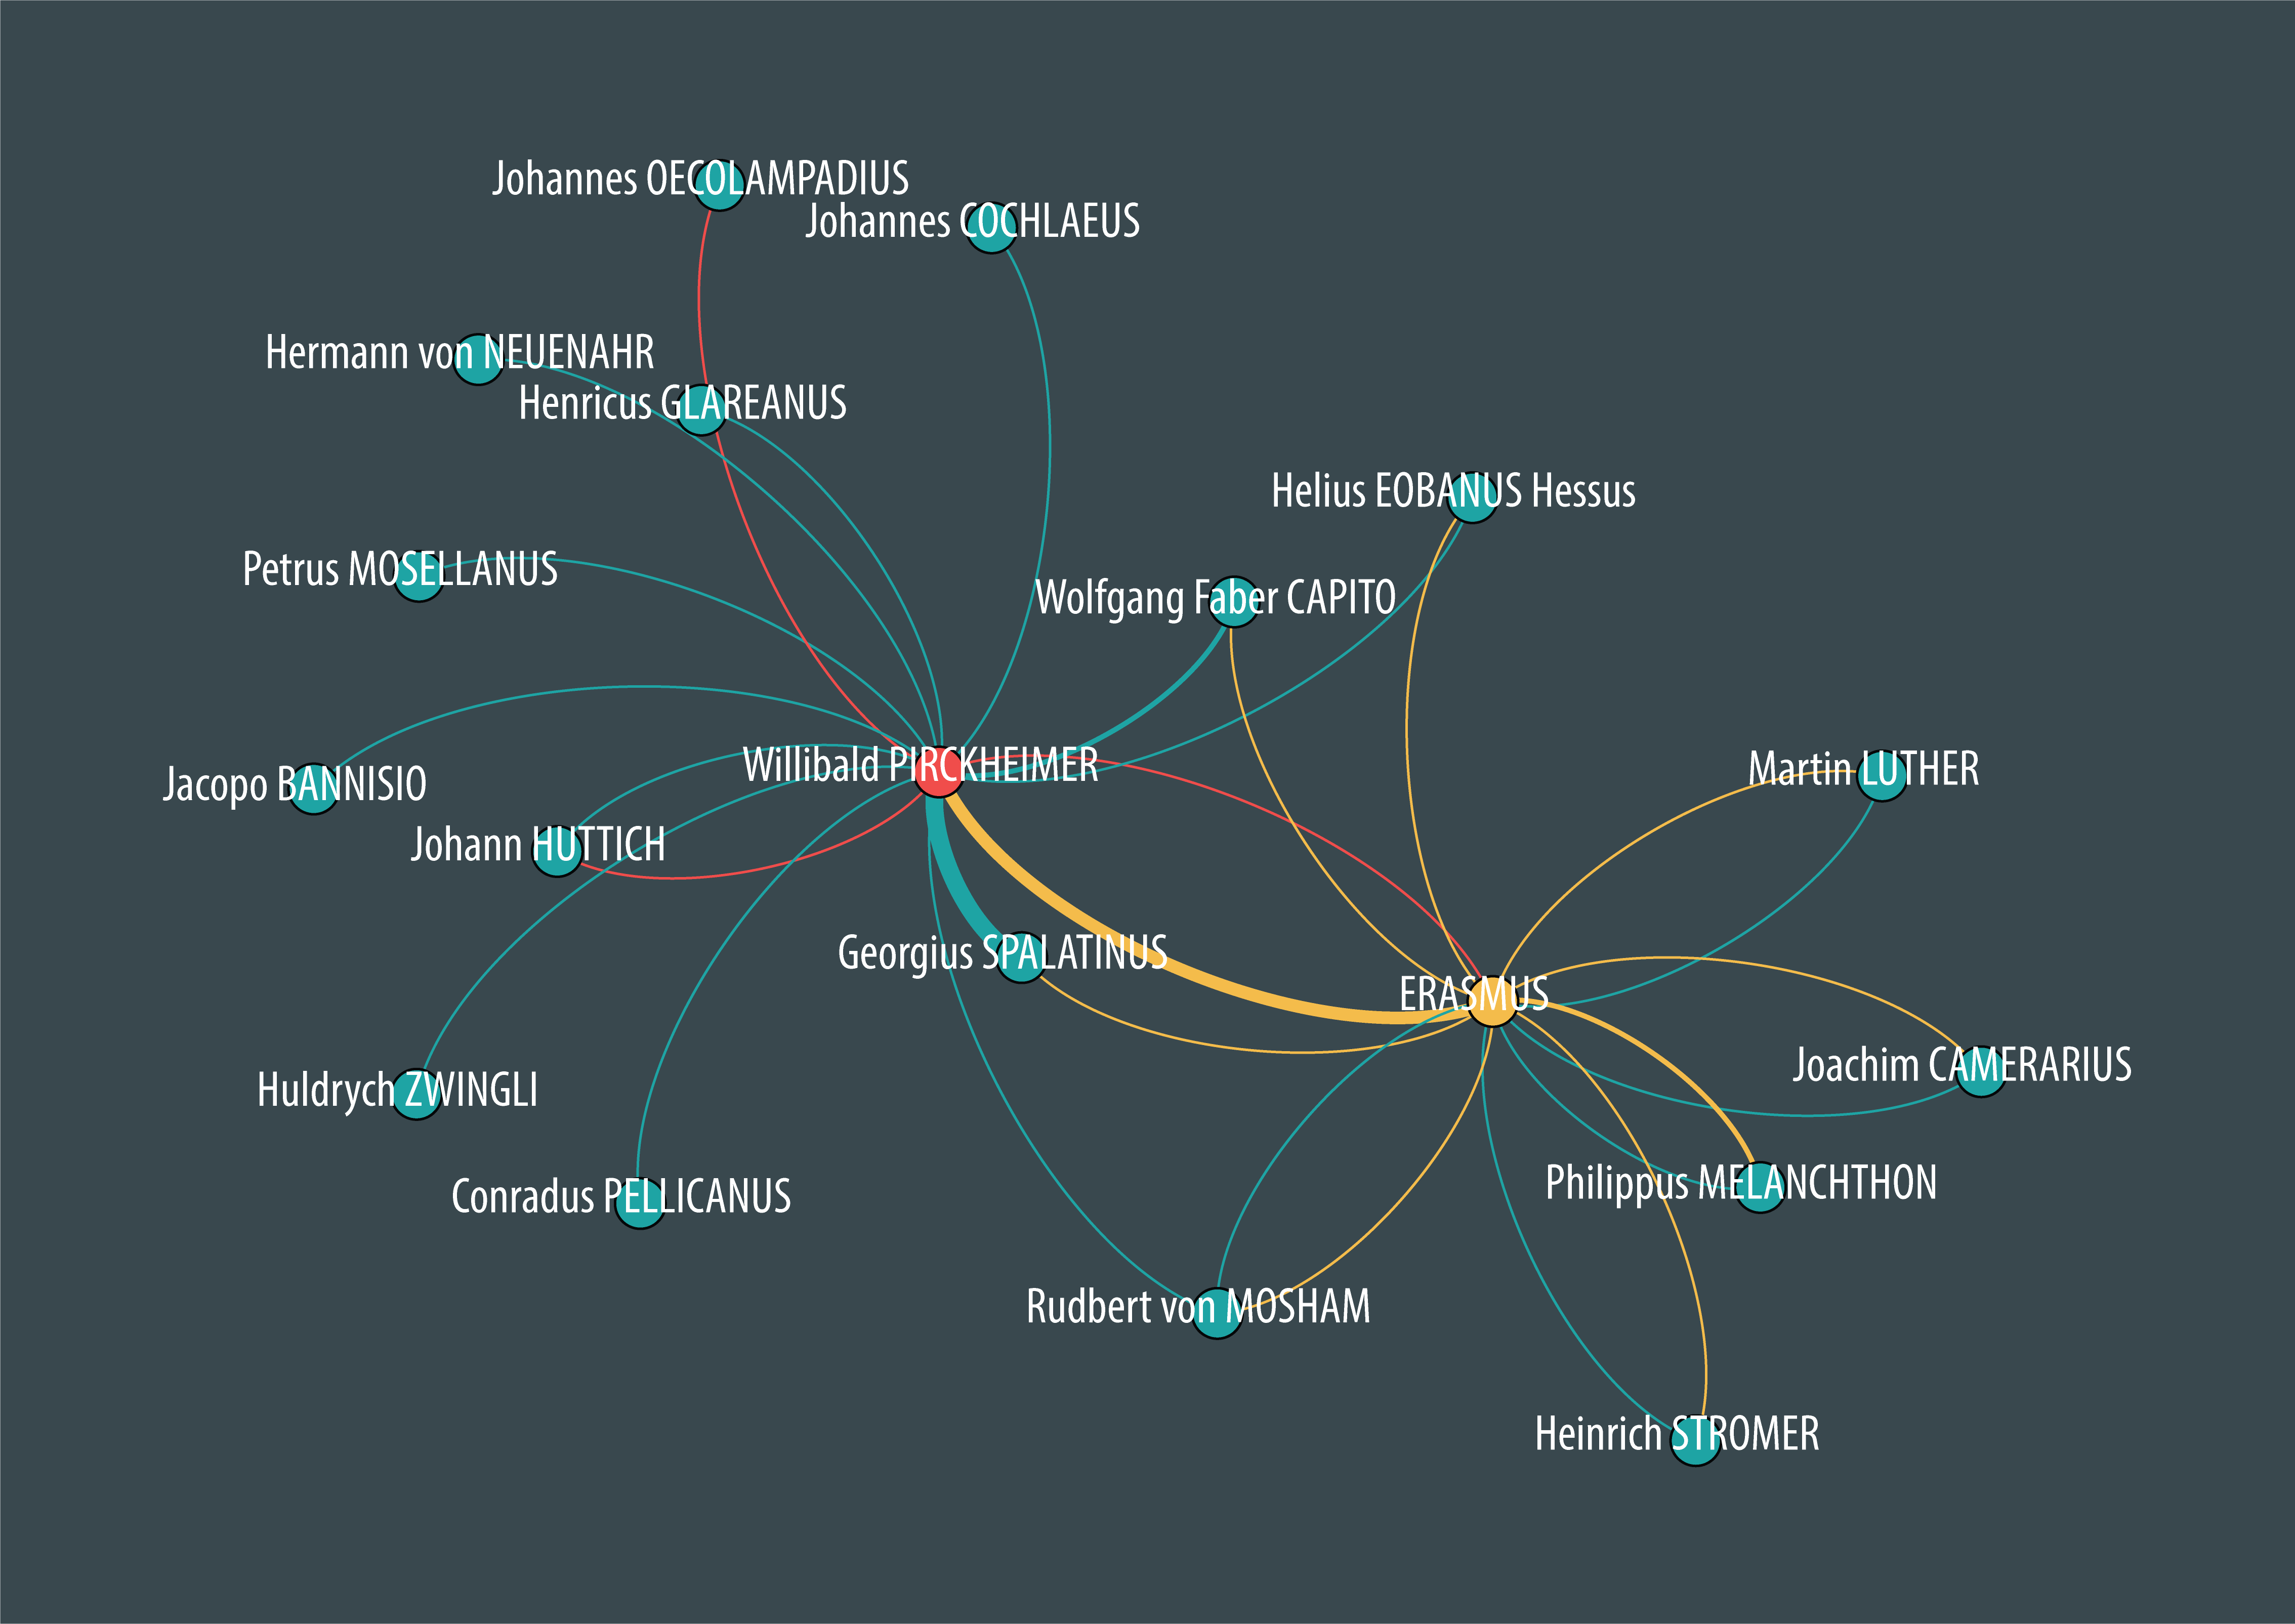 Johannes OECOLAMPADIUS
Johannes COCHLAEUS
Hermann von NEUENAHR
Henricus GLAREANUS
Helius EOBANUS Hessus
Petrus MOSELLANUS
Wolfgang Faber CAPITO
Willibald PIRCKHEIMER
Martin LUTHER
Jacopo BANNISIO
Johann HUTTICH
Georgius SPALATINUS
ERASMUS
Joachim CAMERARIUS
Huldrych ZWINGLI
Philippus MELANCHTHON
Conradus PELLICANUS
Rudbert von MOSHAM
Heinrich STROMER